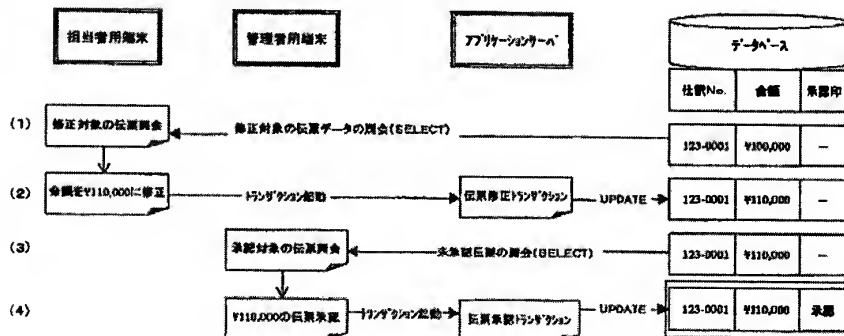 担当者用端末
管理者用端末
アプリケーションサーバ
データベース
仕訳No. 金額 承認印
(1) 修正対象の伝票照会 修正対象の伝票データの照会(SELECT) 123-0001 ¥100,000 −
(2) 金額を¥110,000に修正 トランザクション起動 伝票修正トランザクション UPDATE 123-0001 ¥110,000 −
(3) 承認対象の伝票照会 未承認伝票の照会(SELECT) 123-0001 ¥110,000 −
(4) ¥110,000の伝票承認 トランザクション起動 伝票承認トランザクション UPDATE 123-0001 ¥110,000 承認